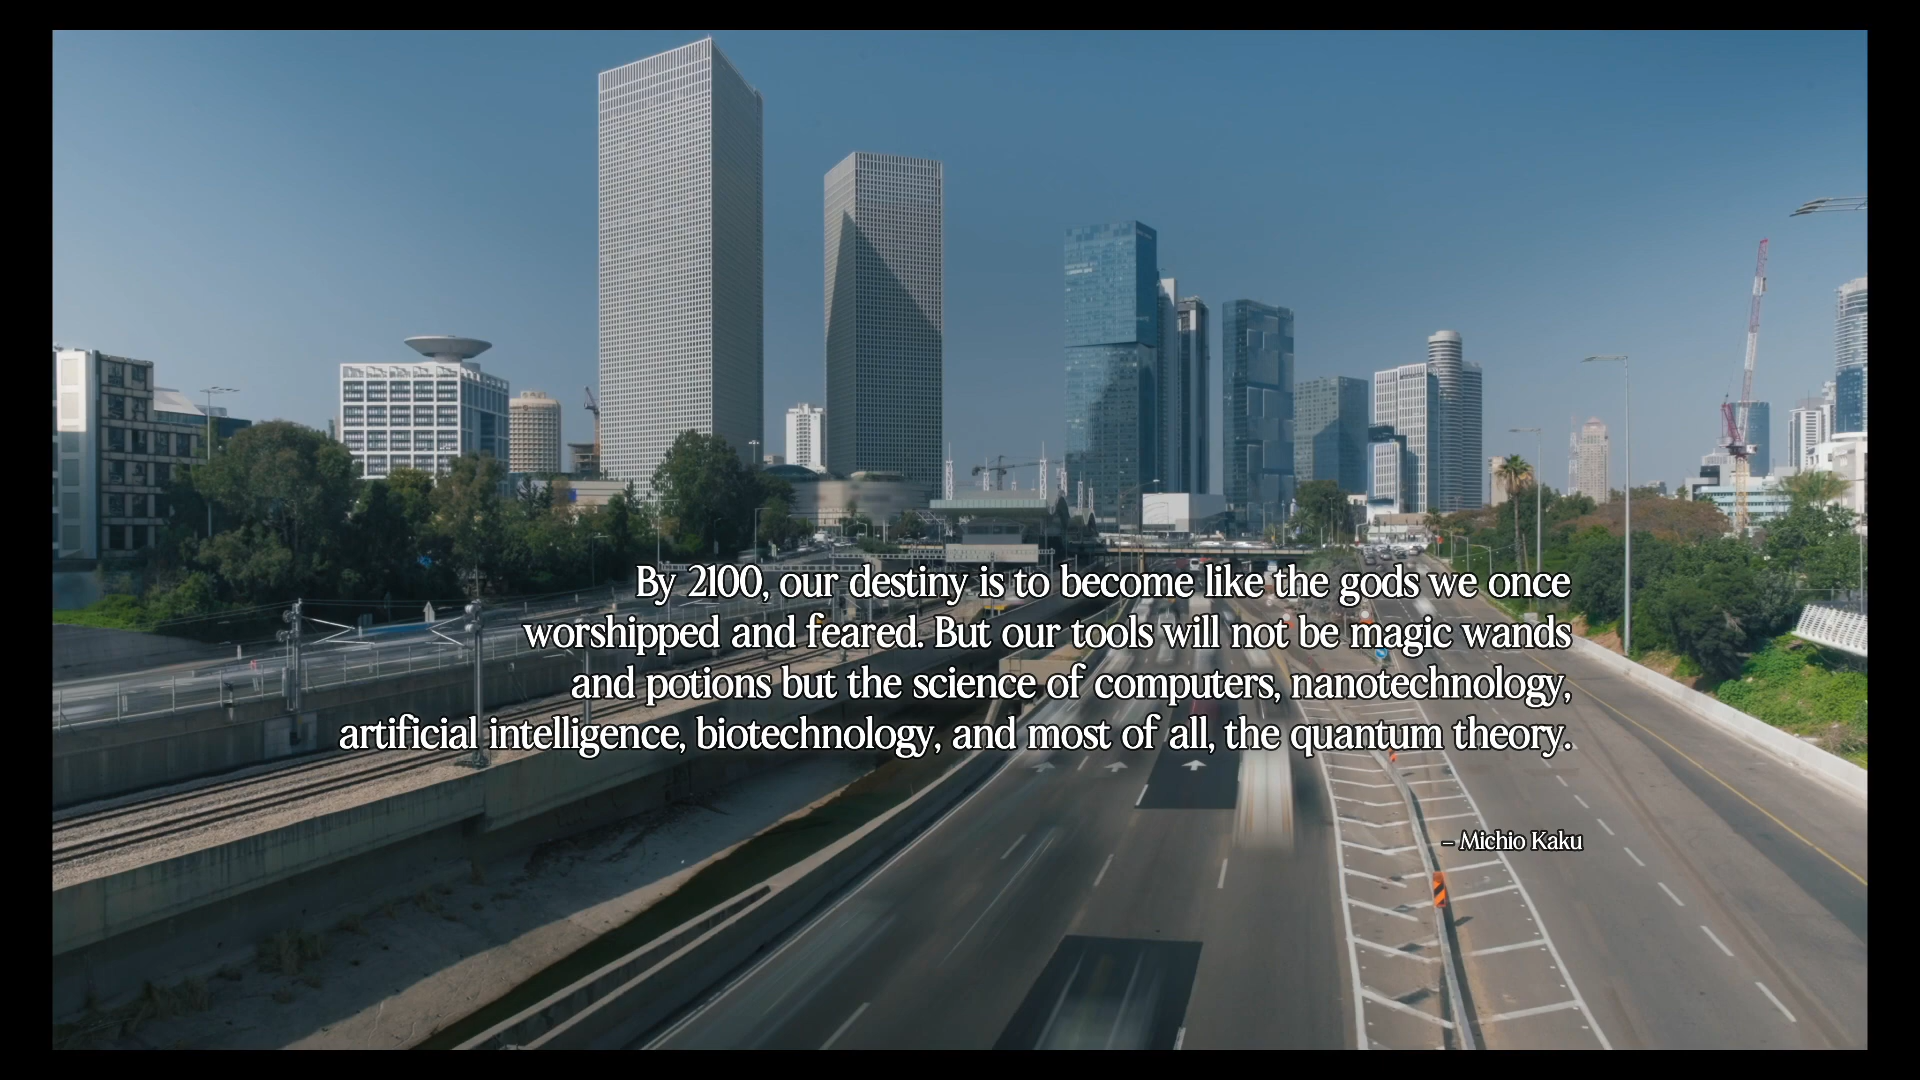 By 2100, our destiny is to become like the gods we once
worshipped and feared. But our tools will not be magic wands
and potions but the science of computers, nanotechnology,
artificial intelligence, biotechnology, and most of all, the quantum theory.
– Michio Kaku